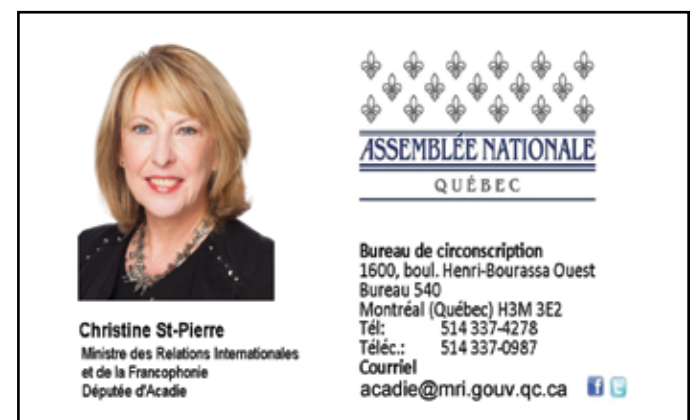 ASSEMBLÉE NATIONALE
QUÉBEC
Christine St-Pierre
Ministre des Relations Internationales
et de la Francophonie
Députée d'Acadie
Bureau de circonscription
1600, boul. Henri-Bourassa Ouest
Bureau 540
Montréal (Québec) H3M 3E2
Tél: 514 337-4278
Téléc.: 514 337-0987
Courriel
acadie@mri.gouv.qc.ca